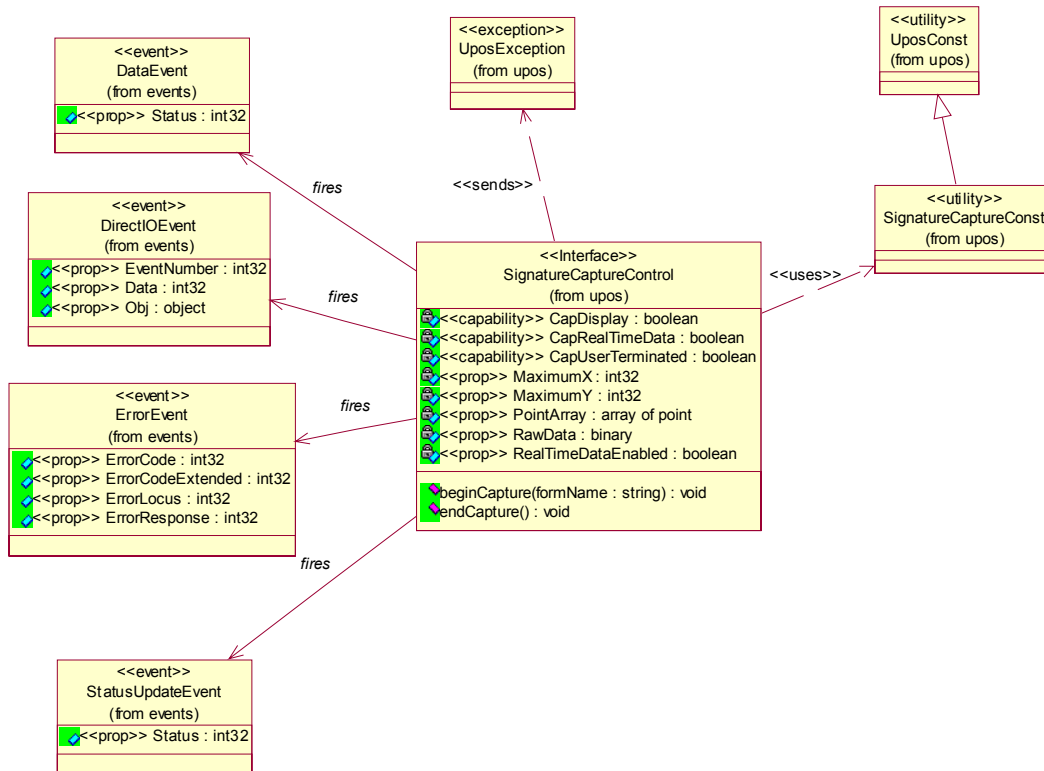 <<event>>
DataEvent
(from events)
<<prop>> Status : int32
<<exception>>
UposException
(from upos)
<<utility>>
UposConst
(from upos)
fires
<<sends>>
<<event>>
DirectIOEvent
(from events)
<<prop>> EventNumber : int32
<<prop>> Data : int32
<<prop>> Obj : object
fires
<<utility>>
SignatureCaptureConst
(from upos)
<<uses>>
<<Interface>>
SignatureCaptureControl
(from upos)
<<capability>> CapDisplay : boolean
<<capability>> CapRealTimeData : boolean
<<capability>> CapUserTerminated : boolean
<<prop>> MaximumX : int32
<<prop>> MaximumY : int32
<<prop>> PointArray : array of point
<<prop>> RawData : binary
<<prop>> RealTimeDataEnabled : boolean
beginCapture(formName : string) : void
endCapture() : void
<<event>>
ErrorEvent
(from events)
<<prop>> ErrorCode : int32
<<prop>> ErrorCodeExtended : int32
<<prop>> ErrorLocus : int32
<<prop>> ErrorResponse : int32
fires
fires
<<event>>
StatusUpdateEvent
(from events)
<<prop>> Status : int32